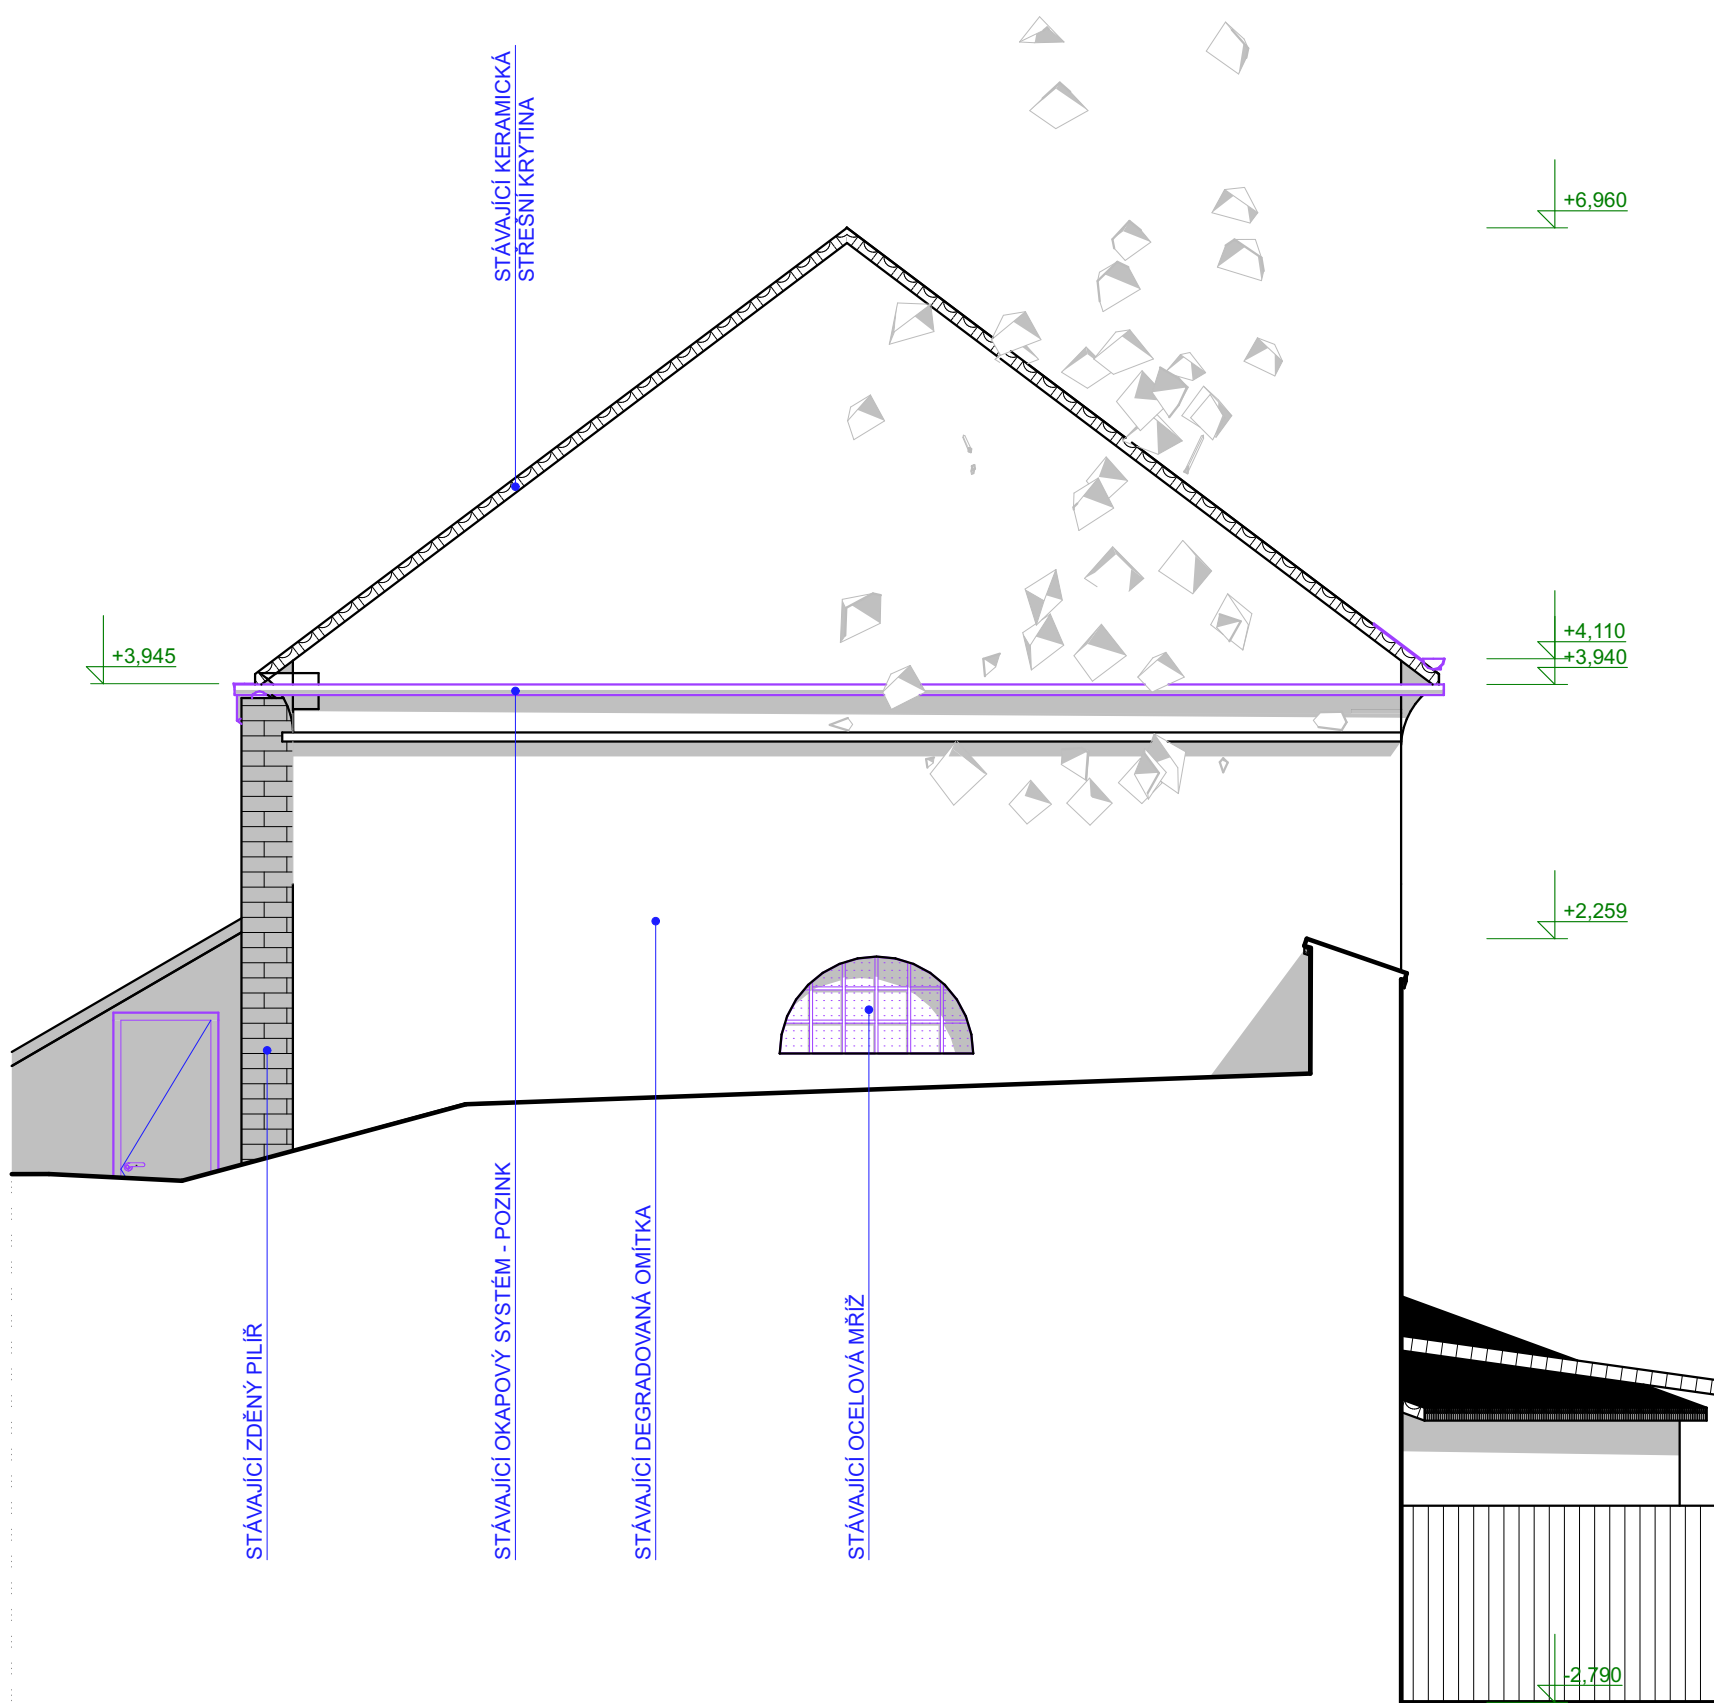 STÁVAJÍCÍ KERAMICKÁ
STŘEŠNÍ KRYTINA
+6,960
+4,110
+3,940
+3,945
+2,259
STÁVAJÍCÍ ZDĚNÝ PILÍŘ
STÁVAJÍCÍ OKAPOVÝ SYSTÉM - POZINK
STÁVAJÍCÍ DEGRADOVANÁ OMÍTKA
STÁVAJÍCÍ OCELOVÁ MŘÍŽ
-2,790